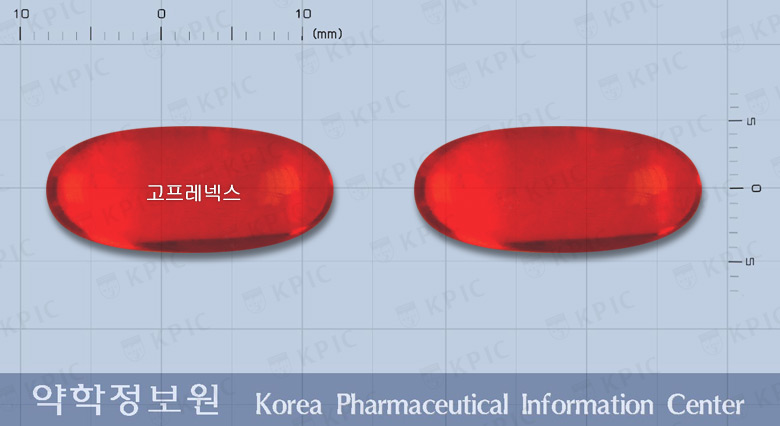 10 0 10
(mm)
고프레넥스
5
0
5
KPIC
약학정보원 Korea Pharmaceutical Information Center